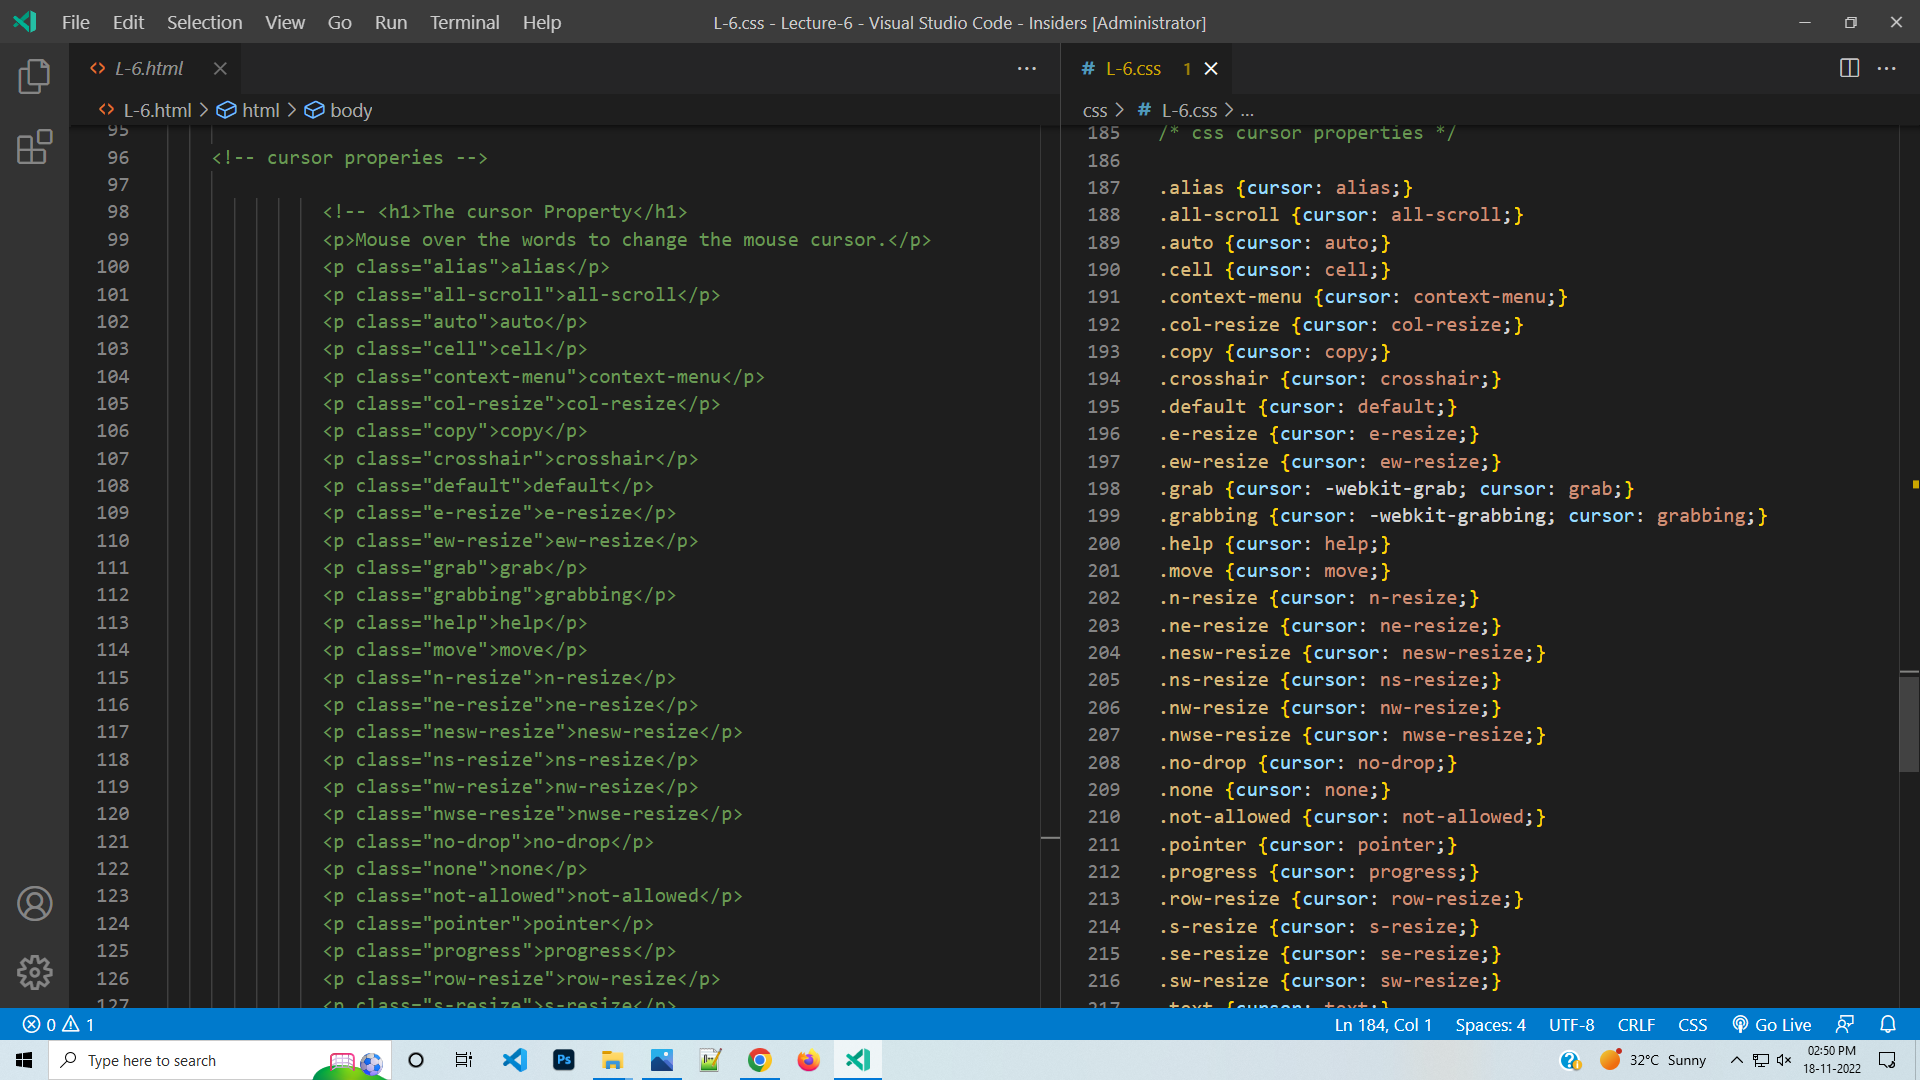 File Edit Selection View Go Run Terminal Help
L-6.css - Lecture-6 - Visual Studio Code - Insiders [Administrator]
L-6.html
L-6.html > html > body
95
96 <!-- cursor properies -->
97
98 <!-- <h1>The cursor Property</h1>
99 <p>Mouse over the words to change the mouse cursor.</p>
100 <p class="alias">alias</p>
101 <p class="all-scroll">all-scroll</p>
102 <p class="auto">auto</p>
103 <p class="cell">cell</p>
104 <p class="context-menu">context-menu</p>
105 <p class="col-resize">col-resize</p>
106 <p class="copy">copy</p>
107 <p class="crosshair">crosshair</p>
108 <p class="default">default</p>
109 <p class="e-resize">e-resize</p>
110 <p class="ew-resize">ew-resize</p>
111 <p class="grab">grab</p>
112 <p class="grabbing">grabbing</p>
113 <p class="help">help</p>
114 <p class="move">move</p>
115 <p class="n-resize">n-resize</p>
116 <p class="ne-resize">ne-resize</p>
117 <p class="nesw-resize">nesw-resize</p>
118 <p class="ns-resize">ns-resize</p>
119 <p class="nw-resize">nw-resize</p>
120 <p class="nwse-resize">nwse-resize</p>
121 <p class="no-drop">no-drop</p>
122 <p class="none">none</p>
123 <p class="not-allowed">not-allowed</p>
124 <p class="pointer">pointer</p>
125 <p class="progress">progress</p>
126 <p class="row-resize">row-resize</p>
127 <p class="s-resize">s-resize</p>
# L-6.css 1
css > # L-6.css > ...
185 /* css cursor properties */
186
187 .alias {cursor: alias;}
188 .all-scroll {cursor: all-scroll;}
189 .auto {cursor: auto;}
190 .cell {cursor: cell;}
191 .context-menu {cursor: context-menu;}
192 .col-resize {cursor: col-resize;}
193 .copy {cursor: copy;}
194 .crosshair {cursor: crosshair;}
195 .default {cursor: default;}
196 .e-resize {cursor: e-resize;}
197 .ew-resize {cursor: ew-resize;}
198 .grab {cursor: -webkit-grab; cursor: grab;}
199 .grabbing {cursor: -webkit-grabbing; cursor: grabbing;}
200 .help {cursor: help;}
201 .move {cursor: move;}
202 .n-resize {cursor: n-resize;}
203 .ne-resize {cursor: ne-resize;}
204 .nesw-resize {cursor: nesw-resize;}
205 .ns-resize {cursor: ns-resize;}
206 .nw-resize {cursor: nw-resize;}
207 .nwse-resize {cursor: nwse-resize;}
208 .no-drop {cursor: no-drop;}
209 .none {cursor: none;}
210 .not-allowed {cursor: not-allowed;}
211 .pointer {cursor: pointer;}
212 .progress {cursor: progress;}
213 .row-resize {cursor: row-resize;}
214 .s-resize {cursor: s-resize;}
215 .se-resize {cursor: se-resize;}
216 .sw-resize {cursor: sw-resize;}
217 .text {cursor: text;}
0 1
Ln 184, Col 1 Spaces: 4 UTF-8 CRLF CSS Go Live
Type here to search
Ps
32°C Sunny
02:50 PM
18-11-2022